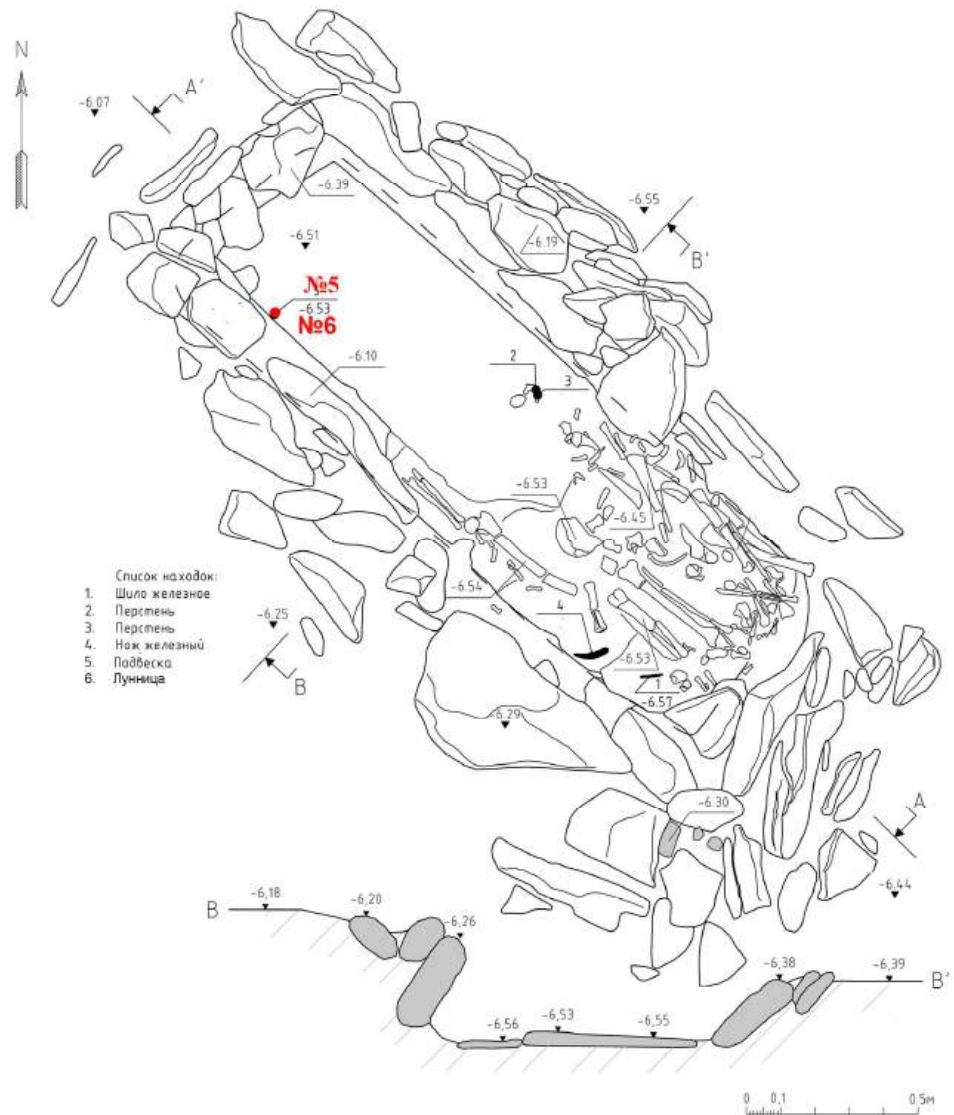 N
A'
-6.07
-6.39
-6.55
-6.51
-6.19
B'
№5
-6.53
№6
-6.10
2
3
-6.53
-6.45
Список находок:
1. Шило железное
2. Перстень
3. Перстень
4. Нож железный
5. Подвеска
6. Лунница
-6.54
4
-6.25
B
-6.53
1
-6.57
-6.29
-6.30
A
-6.44
B
-6,18
-6,20
-6,26
-6,38
-6,39
B'
-6,56
-6,53
-6,55
0 0,1 0,5м